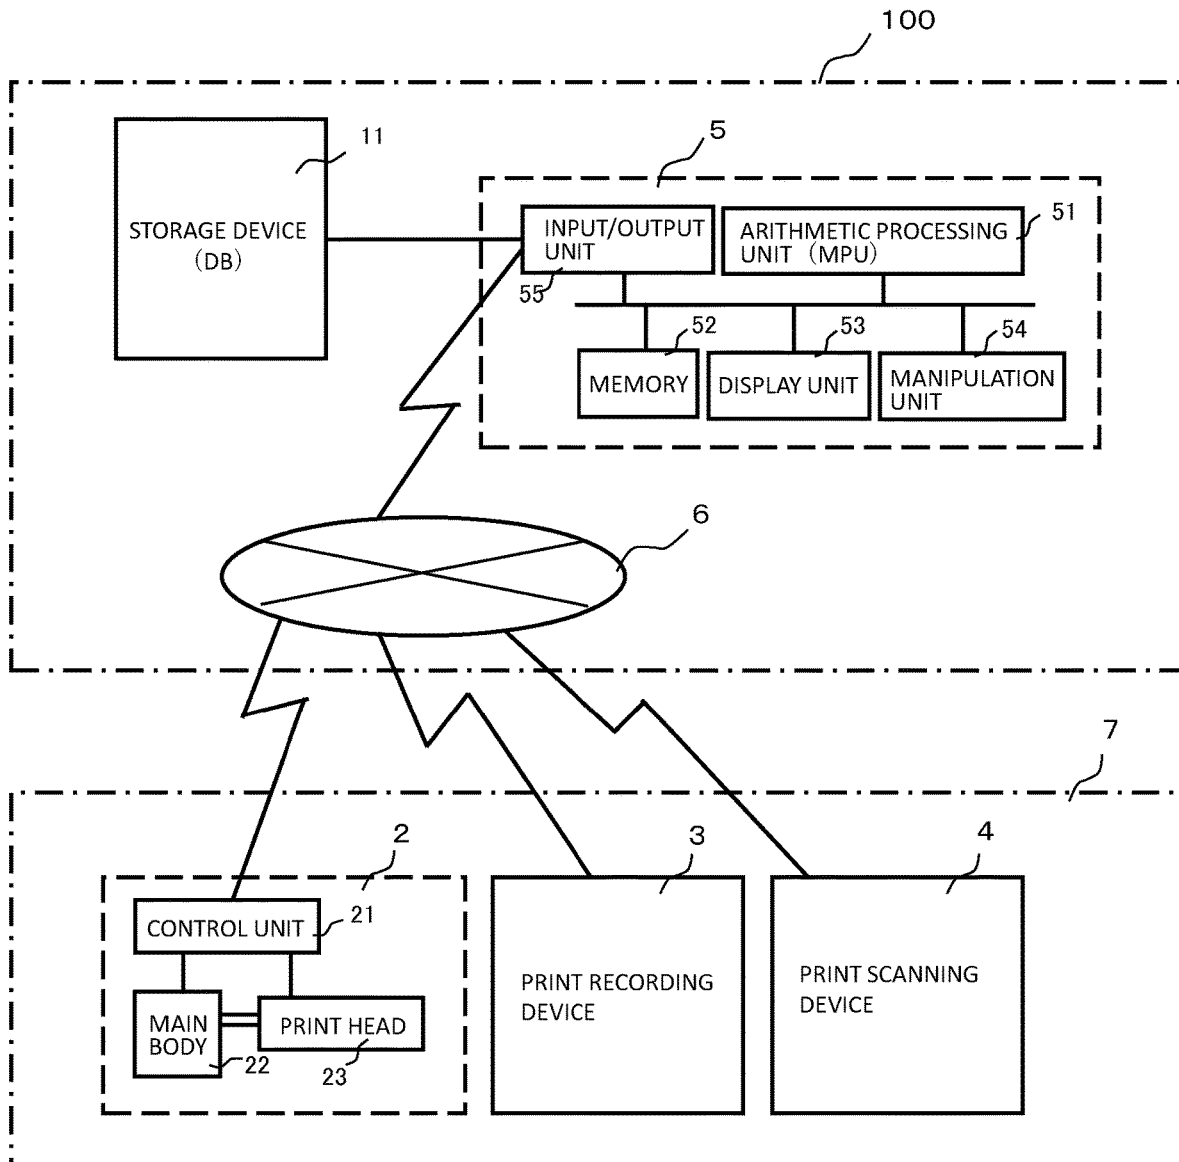 100
11
STORAGE DEVICE
(DB)
5
INPUT/OUTPUT
UNIT
55
ARITHMETIC PROCESSING
UNIT (MPU)
51
52
MEMORY
53
DISPLAY UNIT
54
MANIPULATION
UNIT
6
7
2
CONTROL UNIT
21
MAIN
BODY
22
PRINT HEAD
23
3
PRINT RECORDING
DEVICE
4
PRINT SCANNING
DEVICE